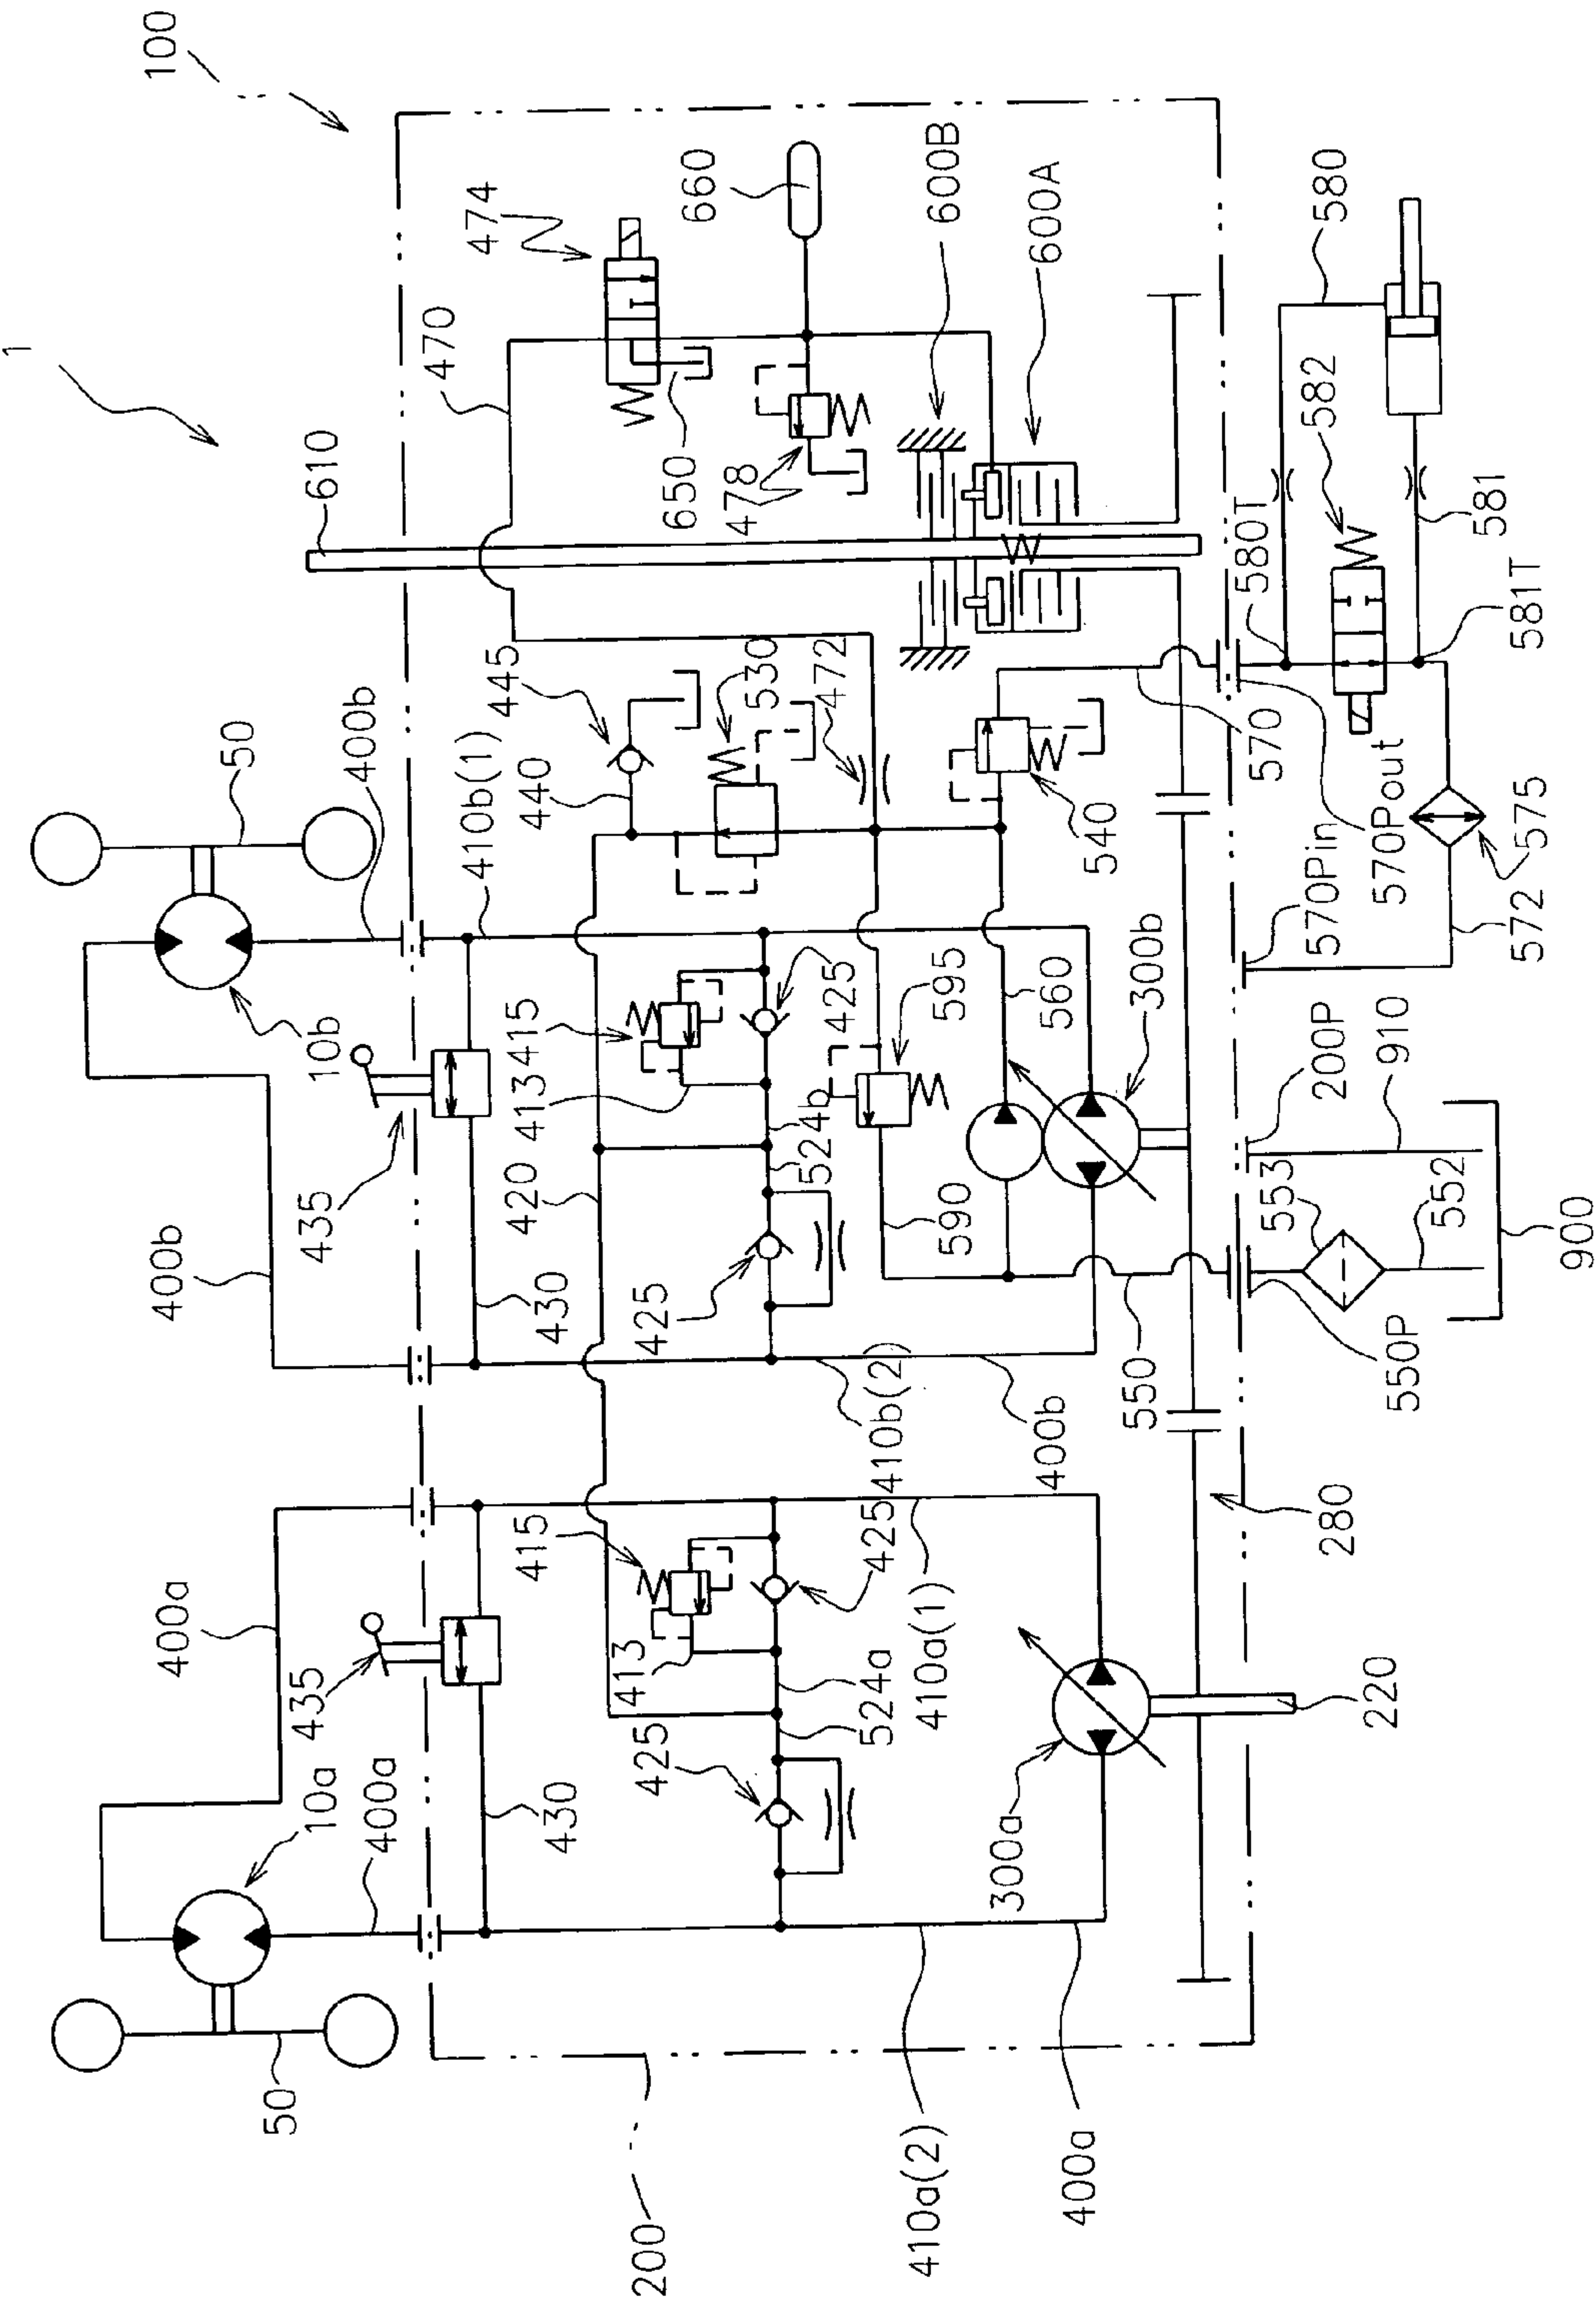 1
100
610
470
474
660
600B
600A
650
478
50
400b
445
440
530
472
410b(1)
10b
435
415
413
425
524b
595
420
425
400b
430
590
560
300b
540
570
580T
580
582
581
581T
575
572
570Pout
570Pin
200P
910
553
552
900
550P
550
410b(2)
400b
280
400a
435
415
413
425
524a
410a(1)
425
10a
400a
430
300a
220
50
200
410a(2)
400a